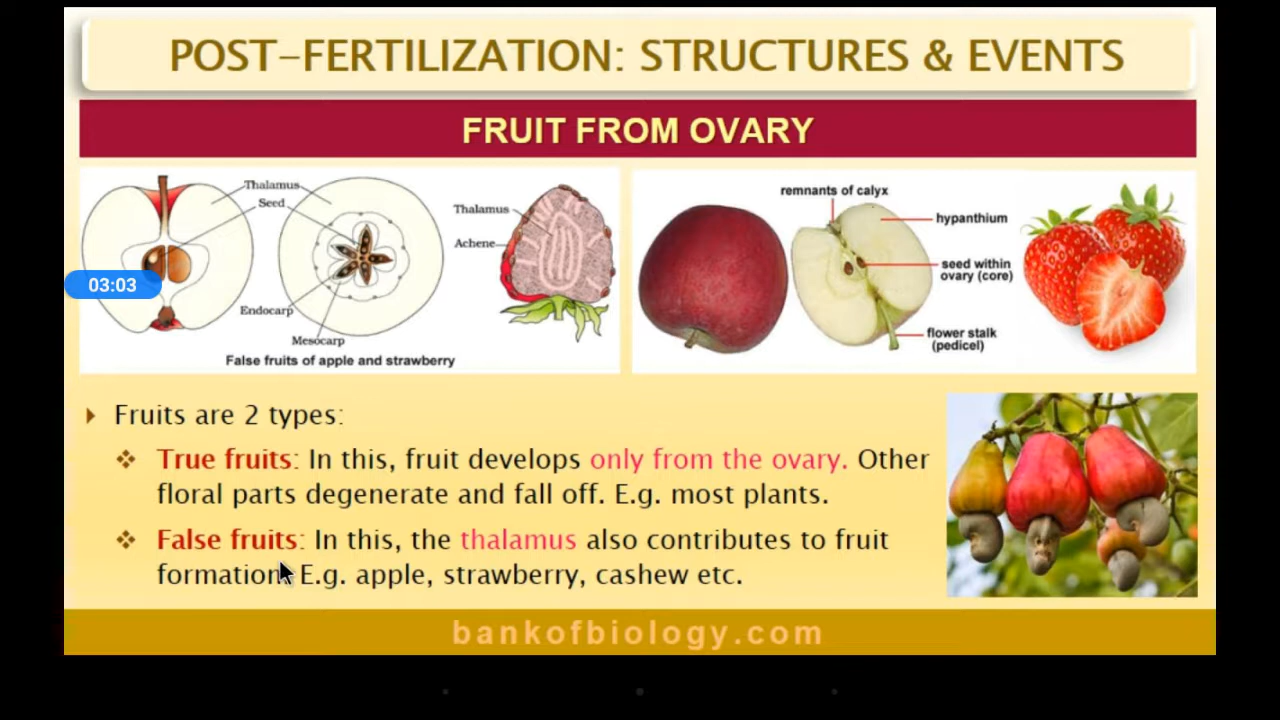 POST–FERTILIZATION: STRUCTURES & EVENTS
FRUIT FROM OVARY
Thalamus
Seed
Endocarp
Mesocarp
Thalamus
Achene
False fruits of apple and strawberry
03:03
remnants of calyx
hypanthium
seed within
ovary (core)
flower stalk
(pedicel)
Fruits are 2 types:
True fruits: In this, fruit develops only from the ovary. Other
floral parts degenerate and fall off. E.g. most plants.
False fruits: In this, the thalamus also contributes to fruit
formation. E.g. apple, strawberry, cashew etc.
bankofbiology.com